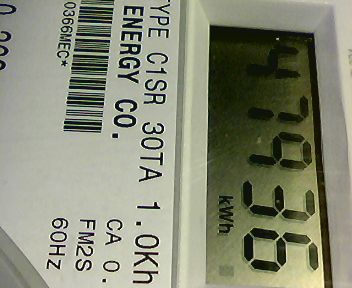 47936
kWh
TYPE C1SR 30TA 1.0Kh
ENERGY CO.
CA 0.
FM2S
60HZ
0366MEC*